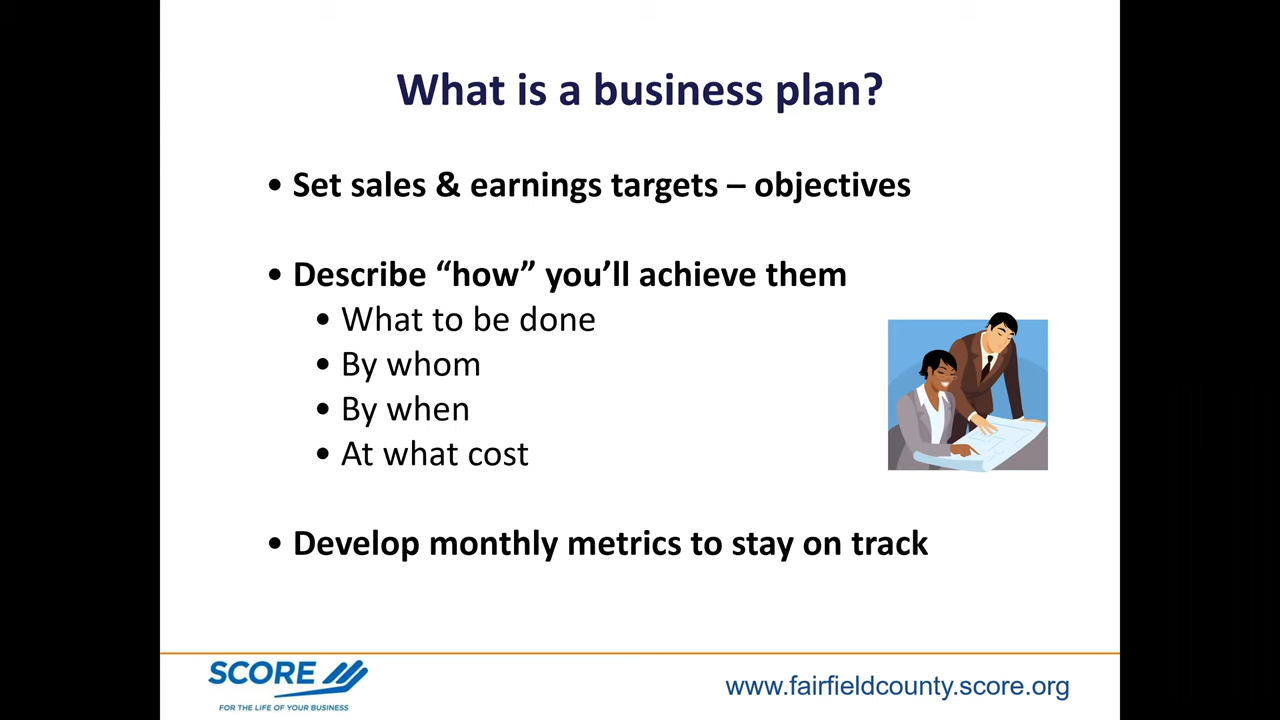 What is a business plan?
• Set sales & earnings targets – objectives
• Describe “how” you’ll achieve them
• What to be done
• By whom
• By when
• At what cost
• Develop monthly metrics to stay on track
SCORE
FOR THE LIFE OF YOUR BUSINESS
www.fairfieldcounty.score.org